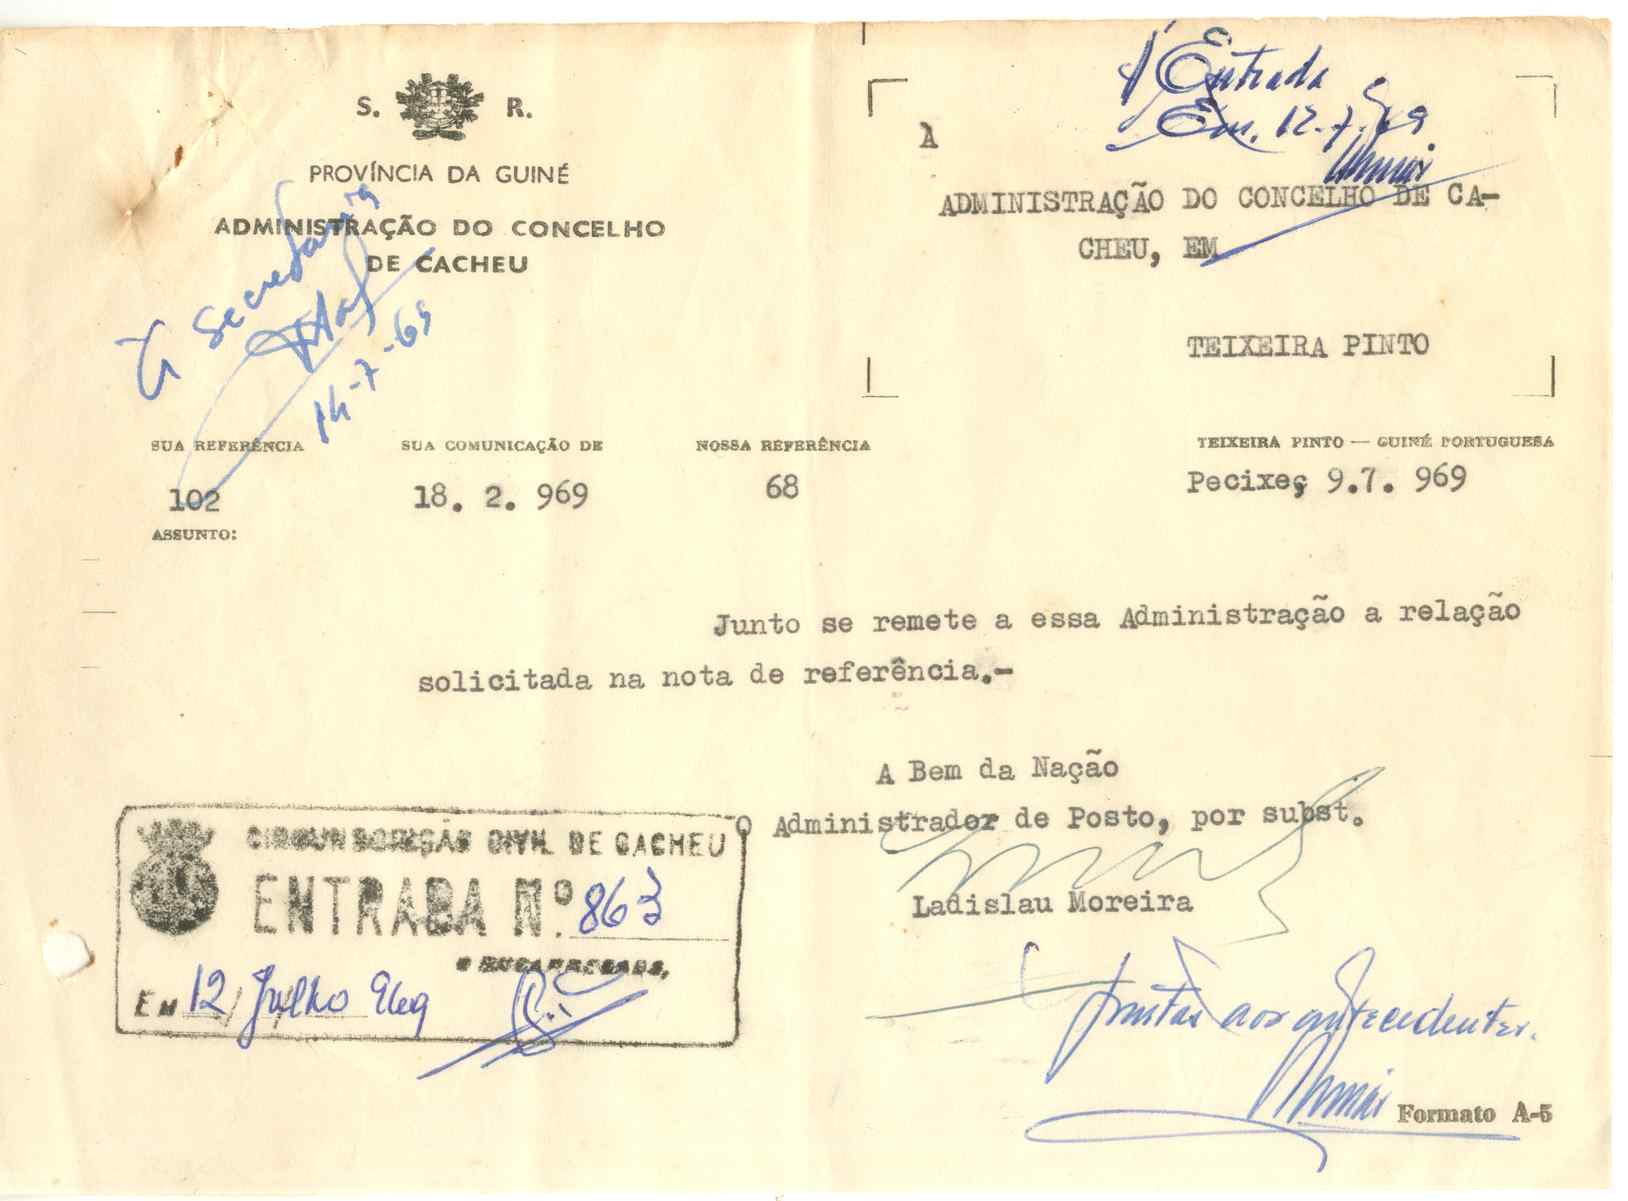 S. R.
PROVÍNCIA DA GUINÉ
ADMINISTRAÇÃO DO CONCELHO
DE CACHEU
À Secretaria
14-7-69
Entrada
Em, 12-7-69
A
ADMINISTRAÇÃO DO CONCELHO DE CA-
CHEU, EM
TEIXEIRA PINTO
SUA REFERÊNCIA SUA COMUNICAÇÃO DE NOSSA REFERÊNCIA TEIXEIRA PINTO — GUINÉ PORTUGUESA
102 18. 2. 969 68 Pecixe, 9.7. 969
ASSUNTO:
Junto se remete a essa Administração a relação
solicitada na nota de referência.-
A Bem da Nação
O Administrador de Posto, por subst.
Ladislau Moreira
CIRCUNSCRIÇÃO CIVIL DE CACHEU
ENTRADA N.º 863
O ENCARREGADO,
EM 12/Julho
Juntar aos antecedentes.
Formato A-5